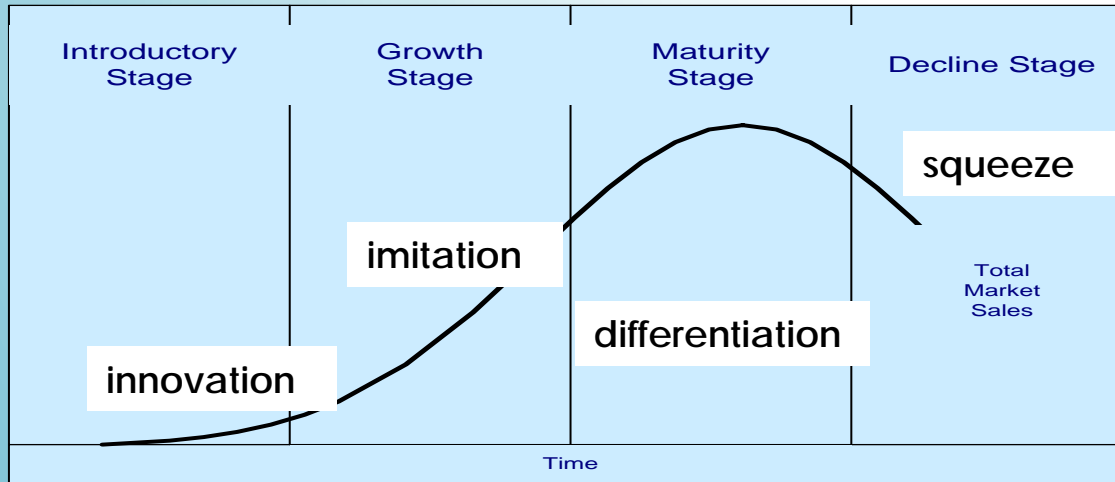 Introductory
Stage
Growth
Stage
Maturity
Stage
Decline Stage
squeeze
imitation
Total
Market
Sales
differentiation
innovation
Time